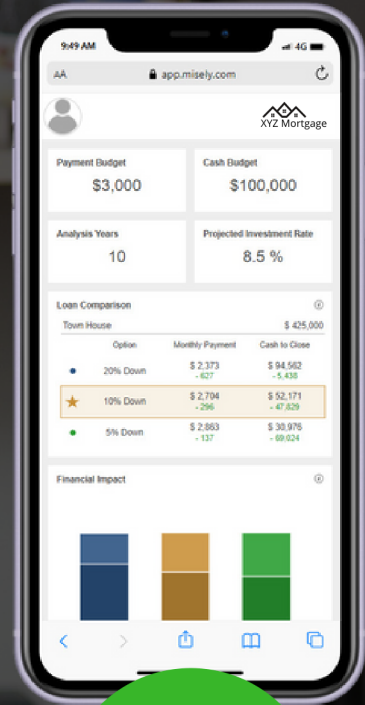 9:49 AM 4G
AA app.misely.com
XYZ Mortgage
Payment Budget Cash Budget
$3,000 $100,000
Analysis Years Projected Investment Rate
10 8.5 %
Loan Comparison
Town House $ 425,000
Option Monthly Payment Cash to Close
20% Down $ 2,373 $ 94,562
- 627 - 5,438
10% Down $ 2,704 $ 52,171
- 296 - 47,829
5% Down $ 2,863 $ 30,976
- 137 - 69,024
Financial Impact